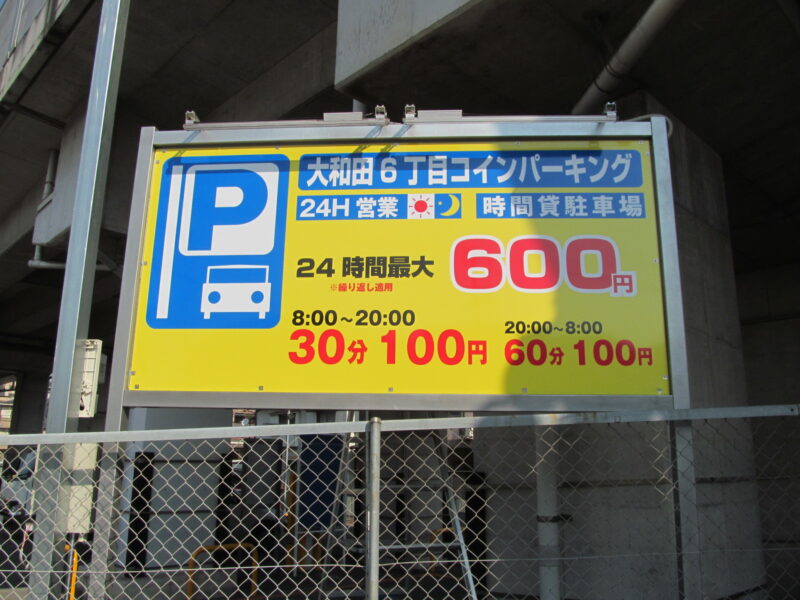 P
大和田6丁目コインパーキング
24H 営業 時間貸駐車場
24時間最大 600円
※繰り返し適用
8:00～20:00
30分 100円
20:00～8:00
60分 100円